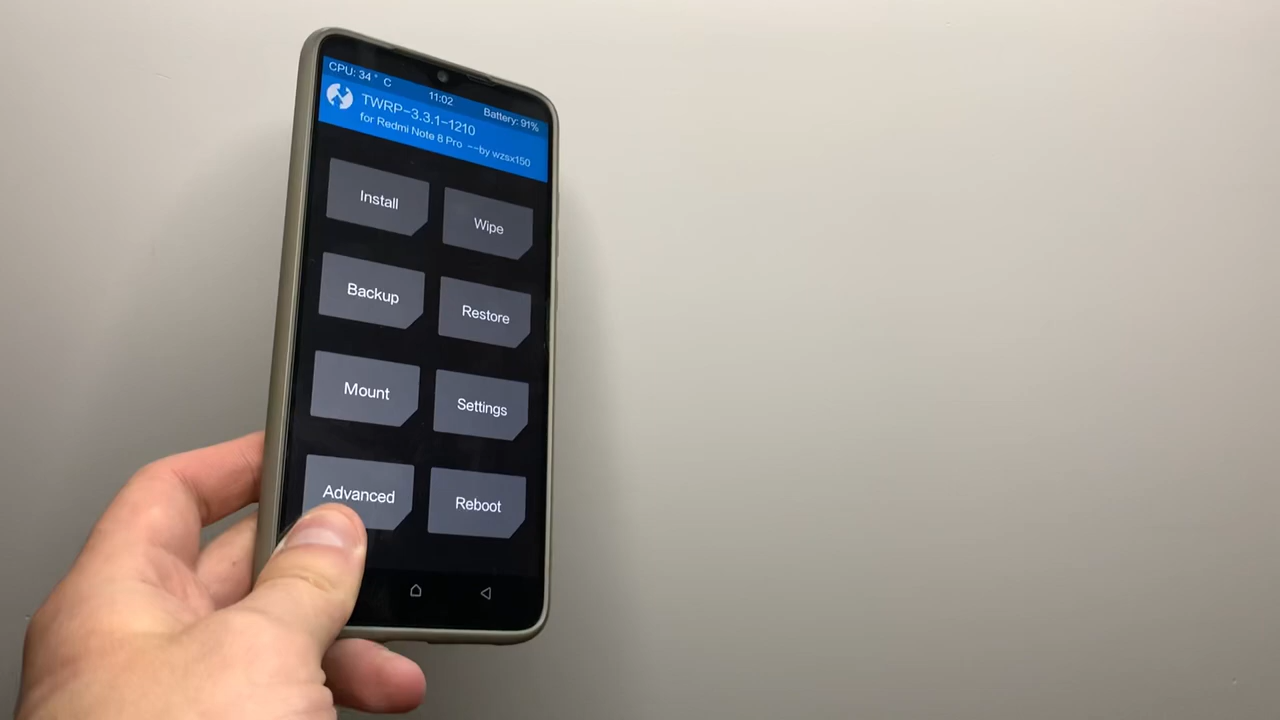 CPU: 34 ° C
11:02
Battery: 91%
TWRP-3.3.1-1210
for Redmi Note 8 Pro --by wzsx150
Install
Wipe
Backup
Restore
Mount
Settings
Advanced
Reboot